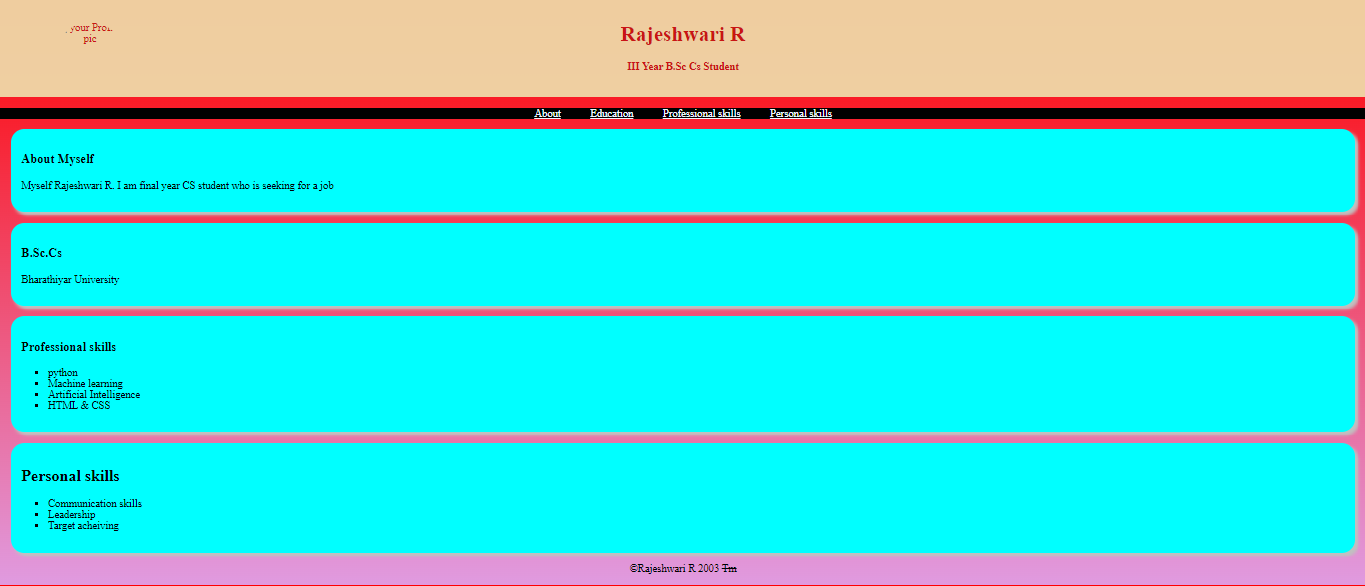 your
pic
Rajeshwari R
III Year B.Sc Cs Student
About Education Professional skills Personal skills
About Myself
Myself Rajeshwari R. I am final year CS student who is seeking for a job
B.Sc.Cs
Bharathiyar University
Professional skills
python
Machine learning
Artificial Intelligence
HTML & CSS
Personal skills
Communication skills
Leadership
Target acheiving
©Rajeshwari R 2003 Tm